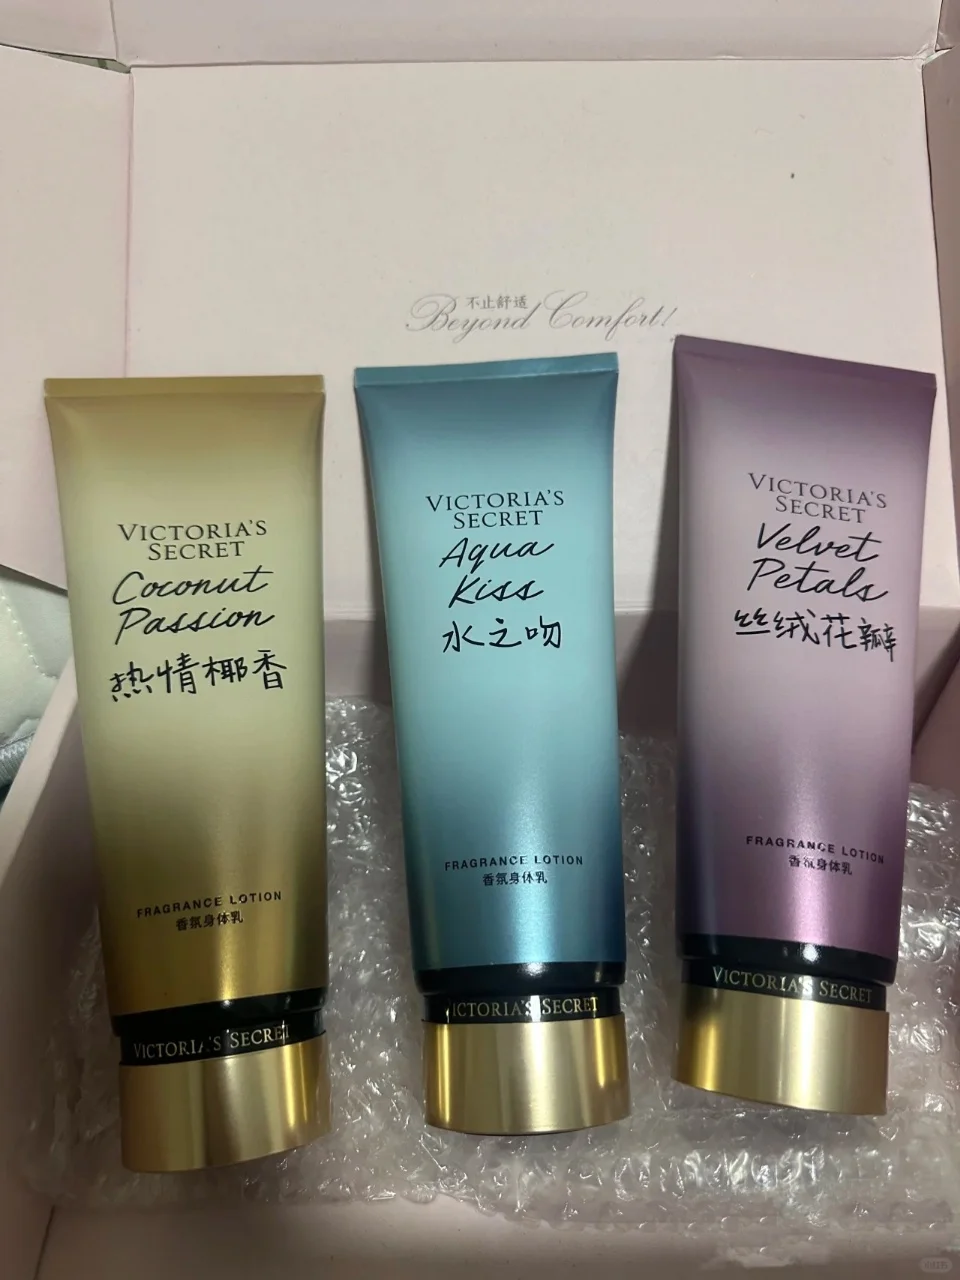 不止舒适
Beyond Comfort!
VICTORIA'S
SECRET
Coconut
Passion
热情椰香
FRAGRANCE LOTION
香氛身体乳
VICTORIA'S SECRET
VICTORIA'S
SECRET
Aqua
Kiss
水之吻
FRAGRANCE LOTION
香氛身体乳
VICTORIA'S SECRET
VICTORIA'S
SECRET
Velvet
Petals
丝绒花瓣
FRAGRANCE LOTION
香氛身体乳
VICTORIA'S SECRET